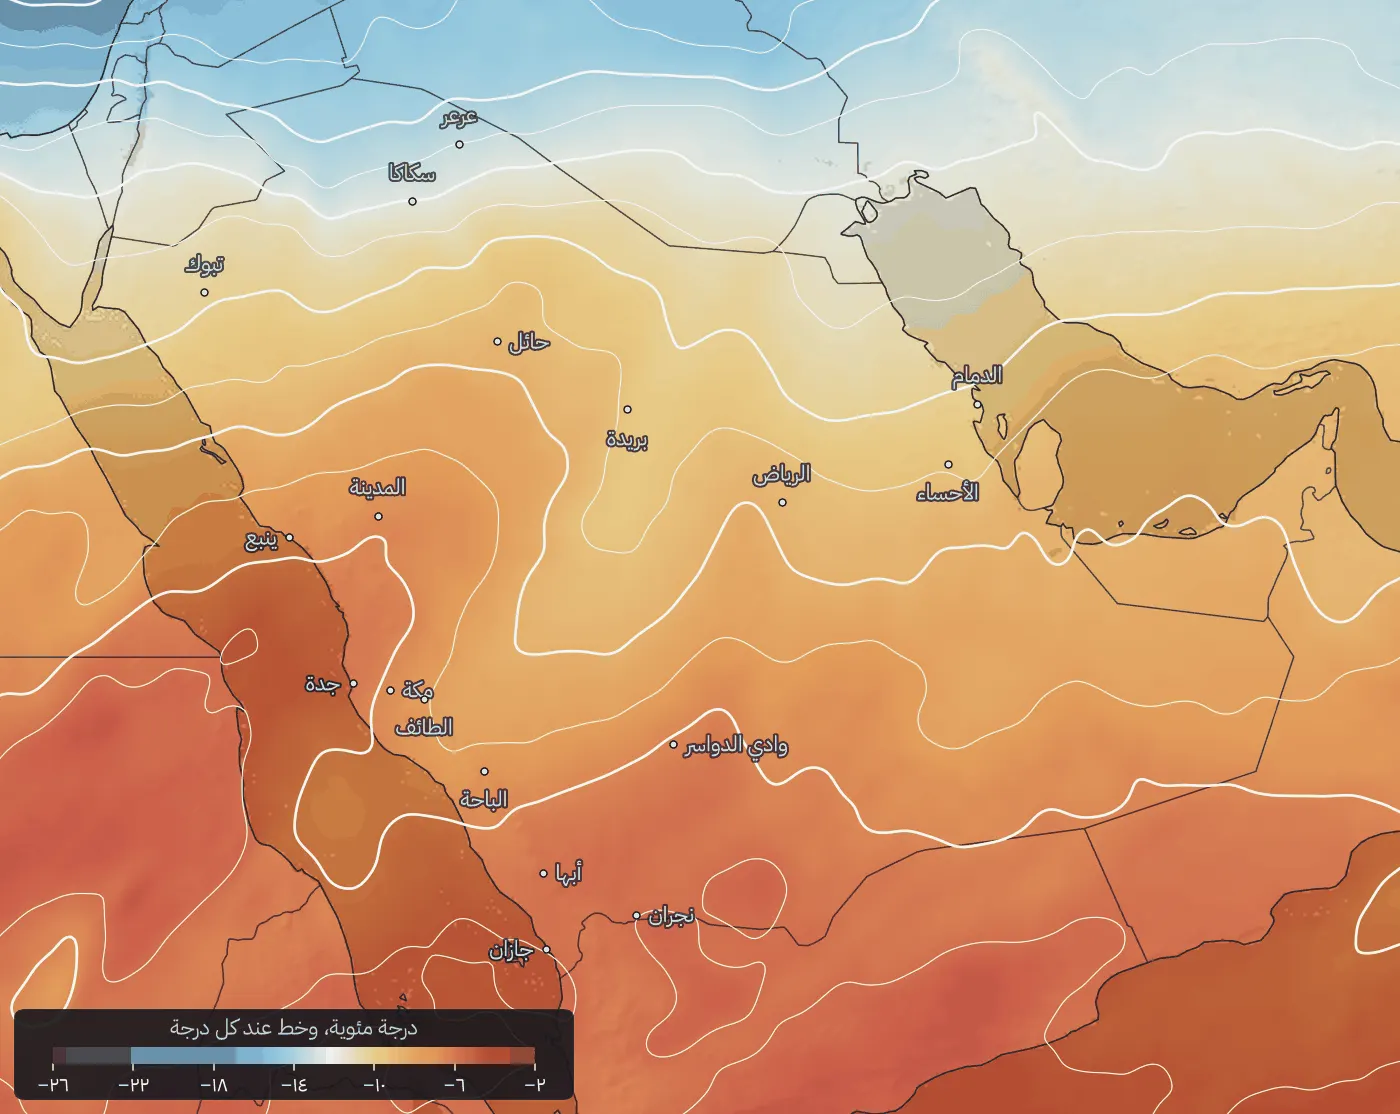 عرعر
سكاكا
تبوك
حائل
الدمام
بريدة
الرياض
الأحساء
المدينة
ينبع
جدة
مكة
الطائف
وادي الدواسر
الباحة
أبها
نجران
جازان
درجة مئوية، وخط عند كل درجة
−٢٦ −٢٢ −١٨ −١٤ −١٠ −٦ −٢